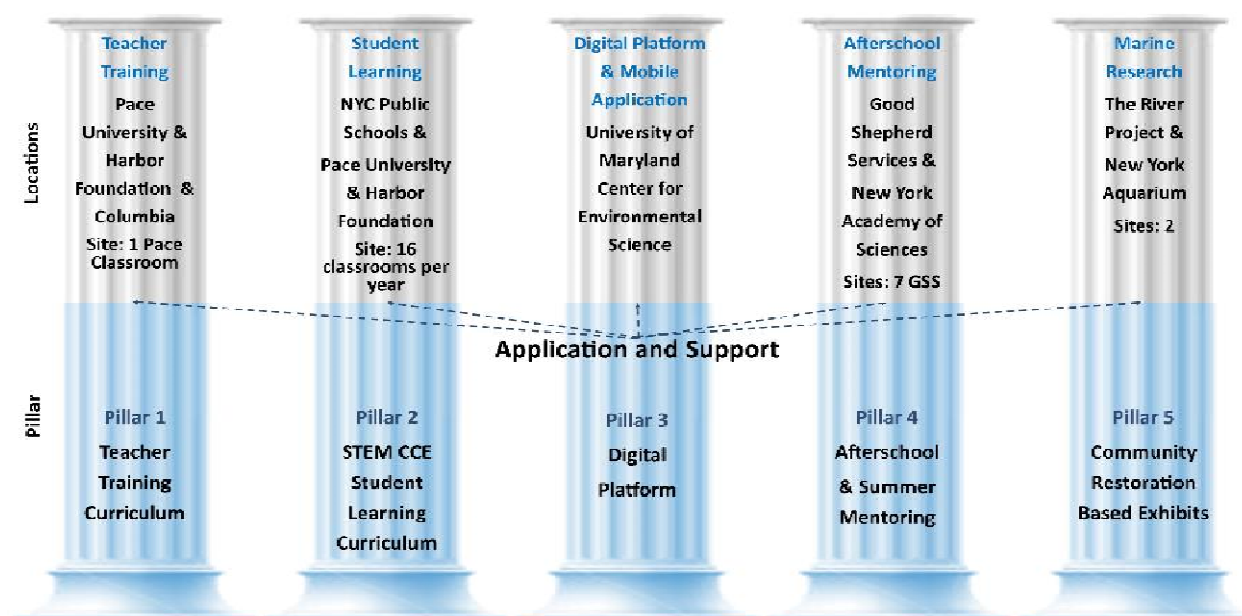 Locations
Teacher
Training
Pace
University &
Harbor
Foundation &
Columbia
Site: 1 Pace
Classroom
Student
Learning
NYC Public
Schools &
Pace University
& Harbor
Foundation
Site: 16
classrooms per
year
Digital Platform
& Mobile
Application
University of
Maryland
Center for
Environmental
Science
Afterschool
Mentoring
Good
Shepherd
Services &
New York
Academy of
Sciences
Sites: 7 GSS
Marine
Research
The River
Project &
New York
Aquarium
Sites: 2
Application and Support
Pillar
Pillar 1
Teacher
Training
Curriculum
Pillar 2
STEM CCE
Student
Learning
Curriculum
Pillar 3
Digital
Platform
Pillar 4
Afterschool
& Summer
Mentoring
Pillar 5
Community
Restoration
Based Exhibits